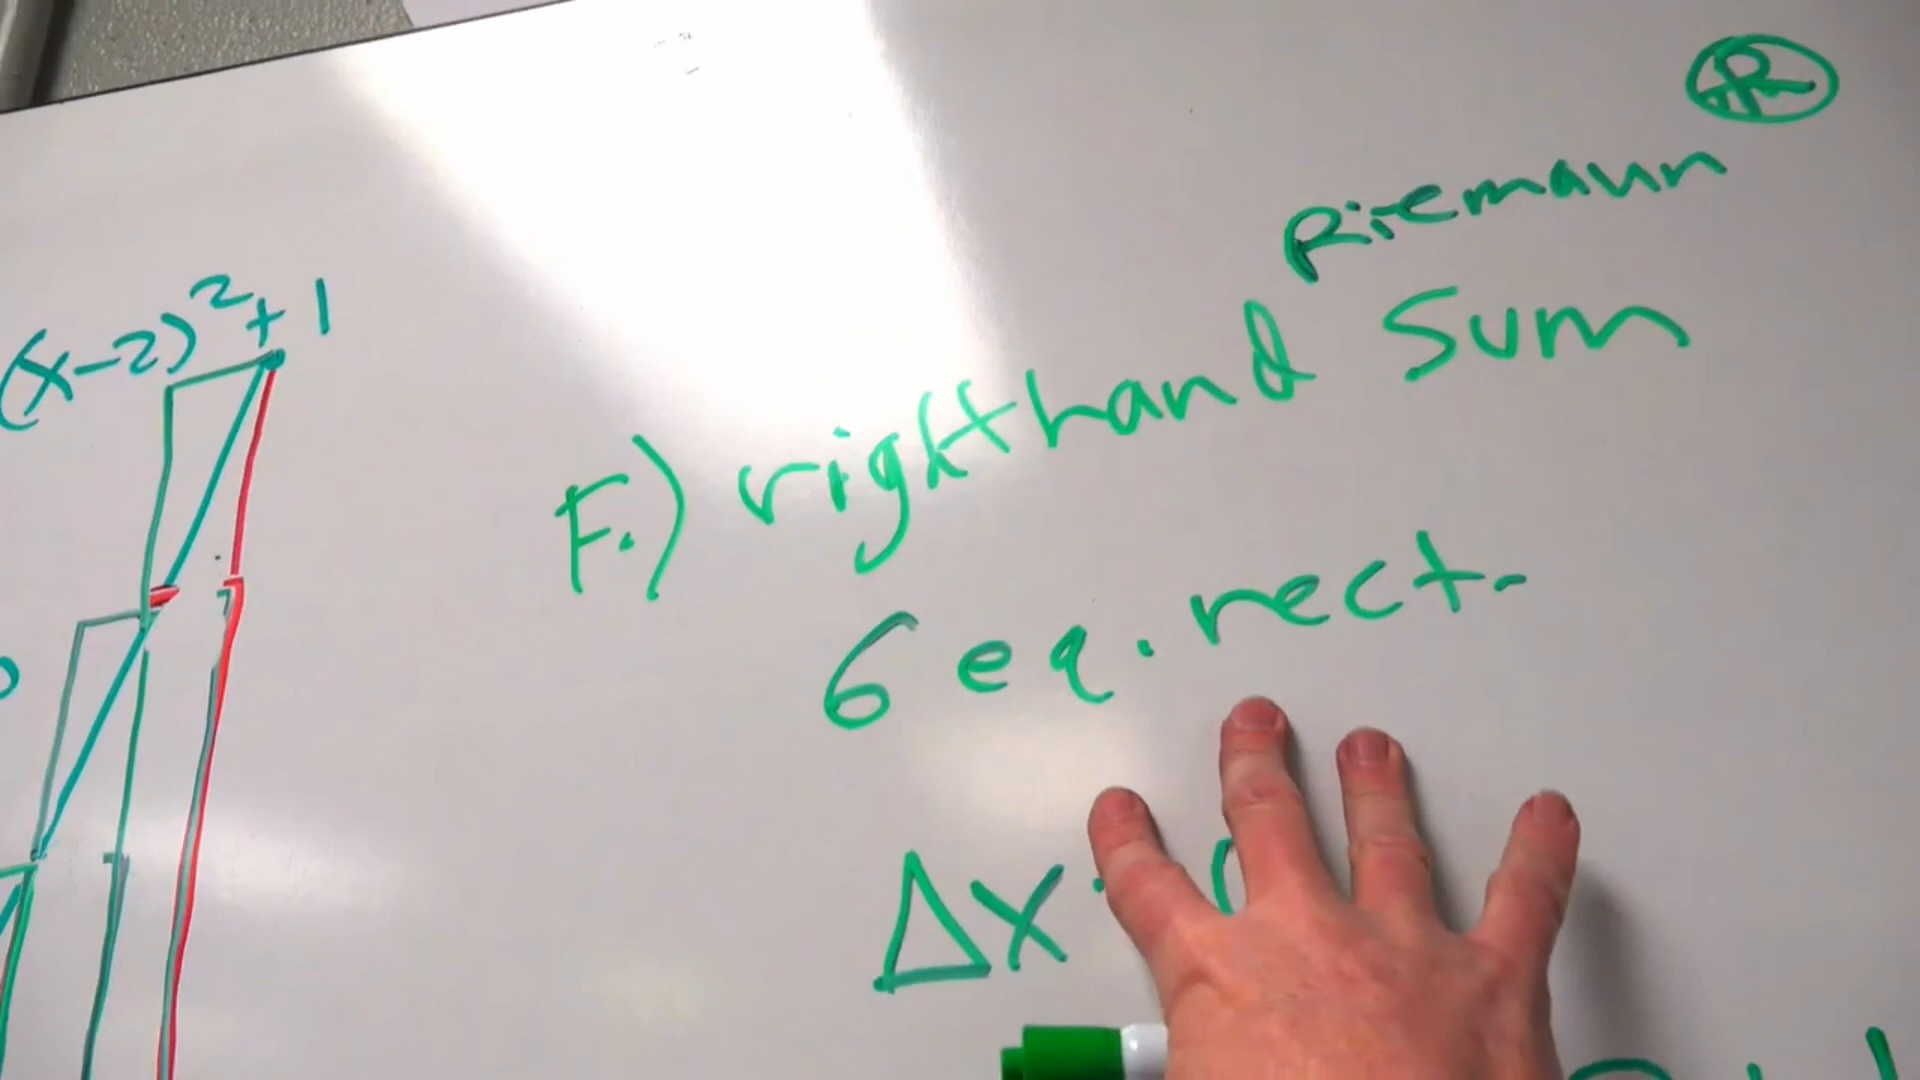 (x-2)²+1
Riemann
F.) righthand Sum
6 eq. rect.
Δx